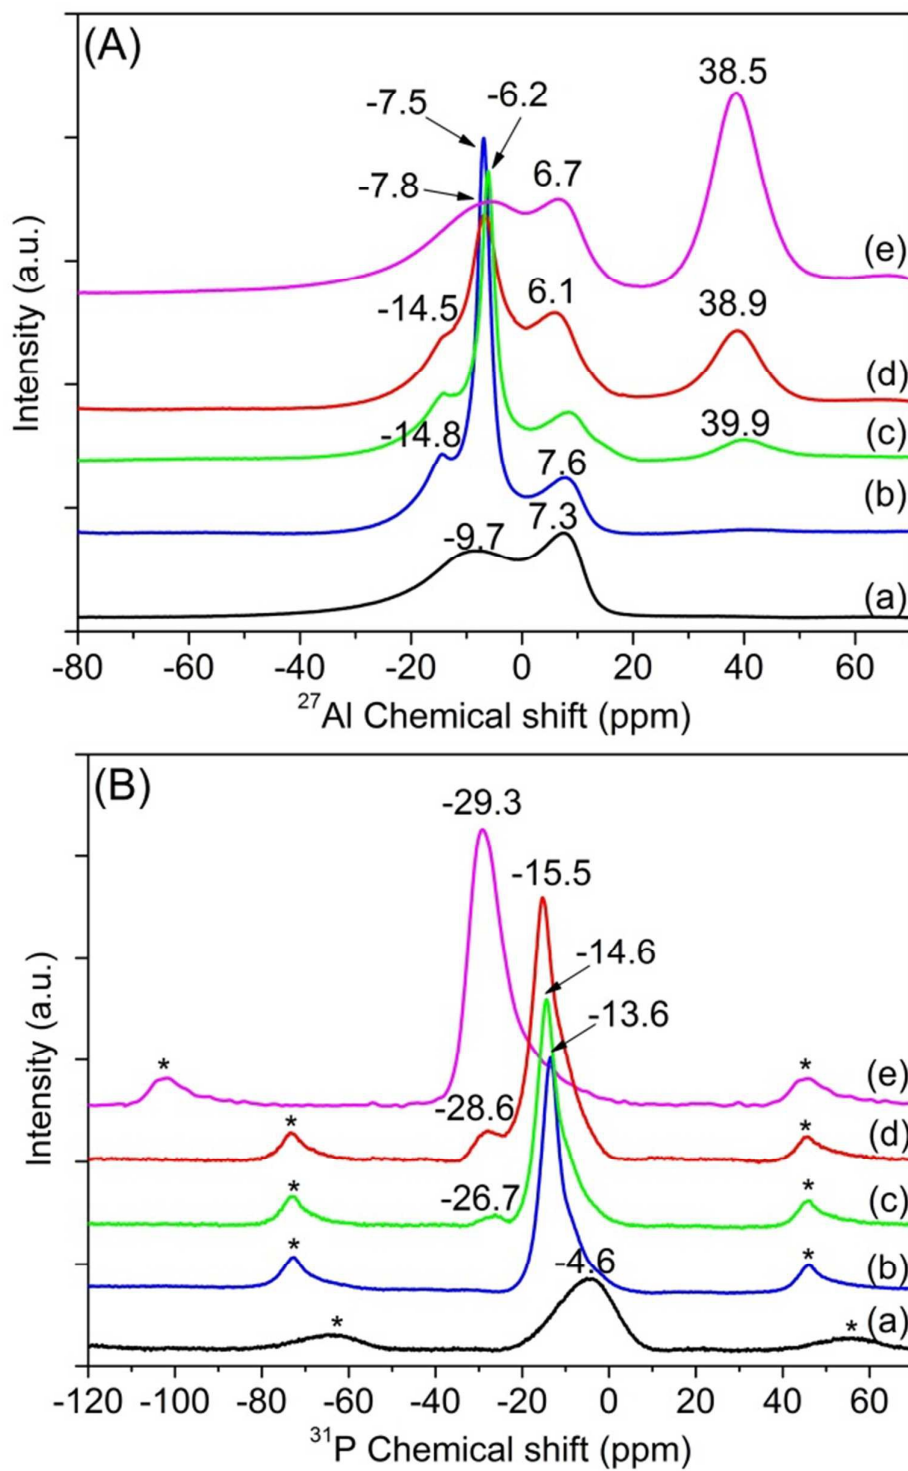 (A)
38.5
-7.5
-6.2
-7.8
6.7
(e)
-14.5
6.1
38.9
(d)
-14.8
39.9
(c)
7.6
(b)
-9.7
7.3
(a)
Intensity (a.u.)
-80 -60 -40 -20 0 20 40 60
27Al Chemical shift (ppm)
(B)
-29.3
-15.5
-14.6
-13.6
* * (e)
-28.6
* * (d)
-26.7
* * (c)
* * (b)
-4.6
* * (a)
Intensity (a.u.)
-120 -100 -80 -60 -40 -20 0 20 40 60
31P Chemical shift (ppm)